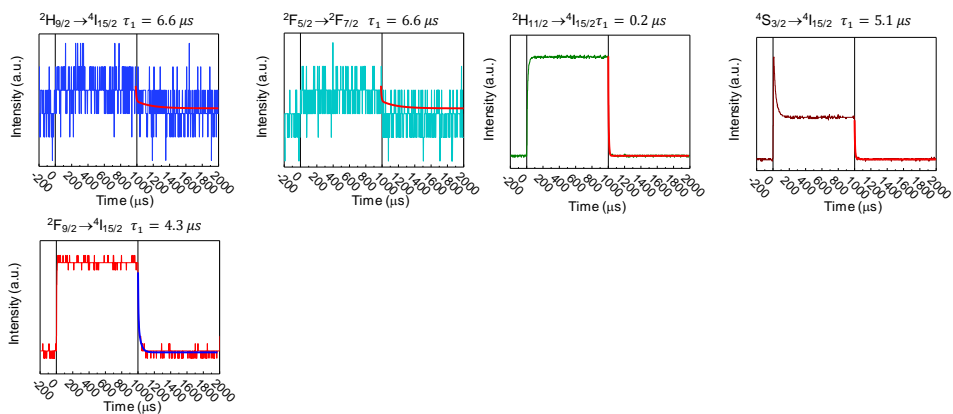 ²H₉/₂→⁴I₁₅/₂ τ₁ = 6.6 μs
Intensity (a.u.)
-200 0 200 400 600 800 1000 1200 1400 1600 1800 2000
Time (μs)
²F₅/₂→²F₇/₂ τ₁ = 6.6 μs
Intensity (a.u.)
-200 0 200 400 600 800 1000 1200 1400 1600 1800 2000
Time (μs)
²H₁₁/₂→⁴I₁₅/₂τ₁ = 0.2 μs
Intensity (a.u.)
-200 0 200 400 600 800 1000 1200 1400 1600 1800 2000
Time (μs)
⁴S₃/₂→⁴I₁₅/₂ τ₁ = 5.1 μs
Intensity (a.u.)
-200 0 200 400 600 800 1000 1200 1400 1600 1800 2000
Time (μs)
²F₉/₂→⁴I₁₅/₂ τ₁ = 4.3 μs
Intensity (a.u.)
-200 0 200 400 600 800 1000 1200 1400 1600 1800 2000
Time (μs)